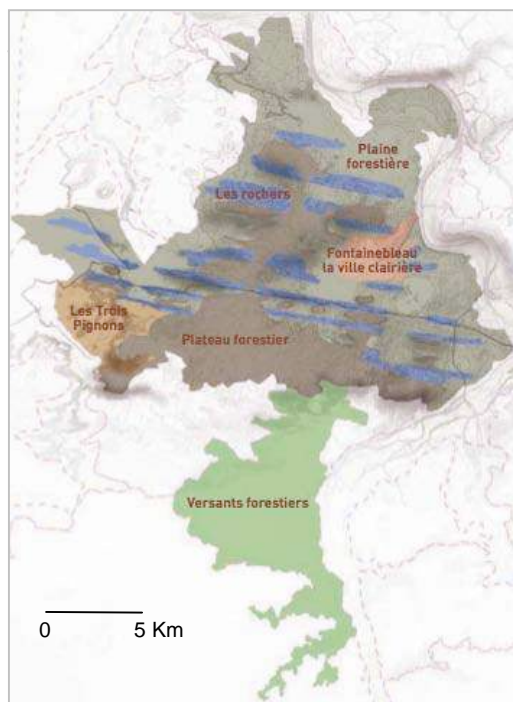 Plaine
forestière
Les rochers
Fontainebleau
la ville clairière
Les Trois
Pignons
Plateau forestier
Versants forestiers
0 5 Km